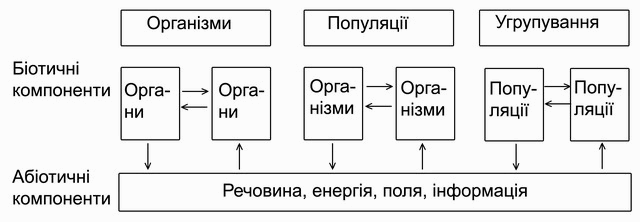 Організми
Популяції
Угрупування
Біотичні
компоненти
Орга-
ни
Орга-
ни
Орга-
нізми
Орга-
нізми
Попу-
ляції
Попу-
ляції
Абіотичні
компоненти
Речовина, енергія, поля, інформація